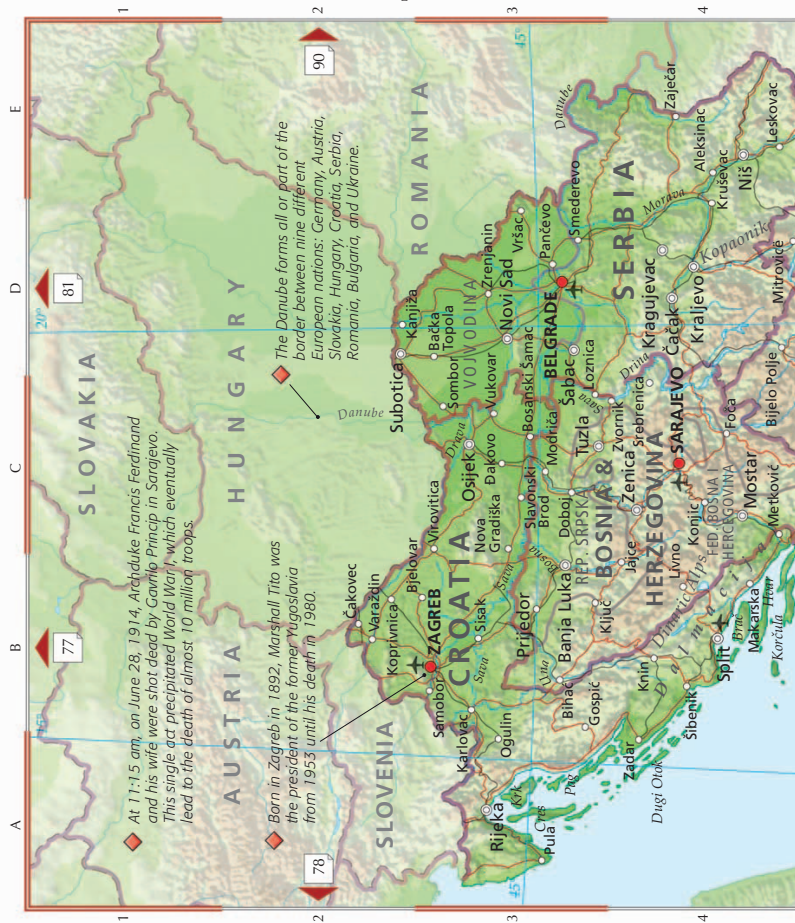 A
B
C
D
E
1
1
2
2
3
3
4
4
77
81
78
90
15°
20°
45°
45°
At 11:15 am, on June 28, 1914, Archduke Francis Ferdinand
and his wife were shot dead by Gavrilo Princip in Sarajevo.
This single act precipitated World War I, which eventually
lead to the death of almost 10 million troops.
Born in Zagreb in 1892, Marshall Tito was
the president of the former Yugoslavia
from 1953 until his death in 1980.
The Danube forms all or part of the
border between nine different
European nations: Germany, Austria,
Slovakia, Hungary, Croatia, Serbia,
Romania, Bulgaria, and Ukraine.
SLOVAKIA
AUSTRIA
HUNGARY
ROMANIA
SLOVENIA
Danube
Danube
Čakovec
Varaždin
Koprivnica
Bjelovar
Virovitica
ZAGREB
Samobor
CROATIA
Sisak
Sava
Karlovac
Ogulin
Rijeka
Krk
Cres
Pula
Pag
Dugi Otok
Zadar
Gospić
Bihać
Una
Knin
Šibenik
Split
Dalmacija
Brač
Hvar
Makarska
Korčula
Metković
Dinaric Alps
Nova
Gradiška
Sava
Slavonski
Brod
Đakovo
Osijek
Drava
Vukovar
Subotica
Kanjiža
Bačka
Topola
Sombor
VOJVODINA
Zrenjanin
Novi Sad
Vršac
Pančevo
BELGRADE
Smederevo
Šabac
Loznica
Sava
Drina
SERBIA
Morava
Zaječar
Kragujevac
Čačak
Kraljevo
Kruševac
Aleksinac
Niš
Leskovac
Kopaonik
Mitrovicë
Bijelo Polje
Prijedor
Banja Luka
Bosna
Ključ
Jajce
Doboj
Modriča
Bosanski Šamac
Tuzla
Zvornik
Srebrenica
Zenica
REP. SRPSKA
BOSNIA &
HERZEGOVINA
SARAJEVO
Livno
Konjic
FED. BOSNA I
HERCEGOVINA
Foča
Mostar